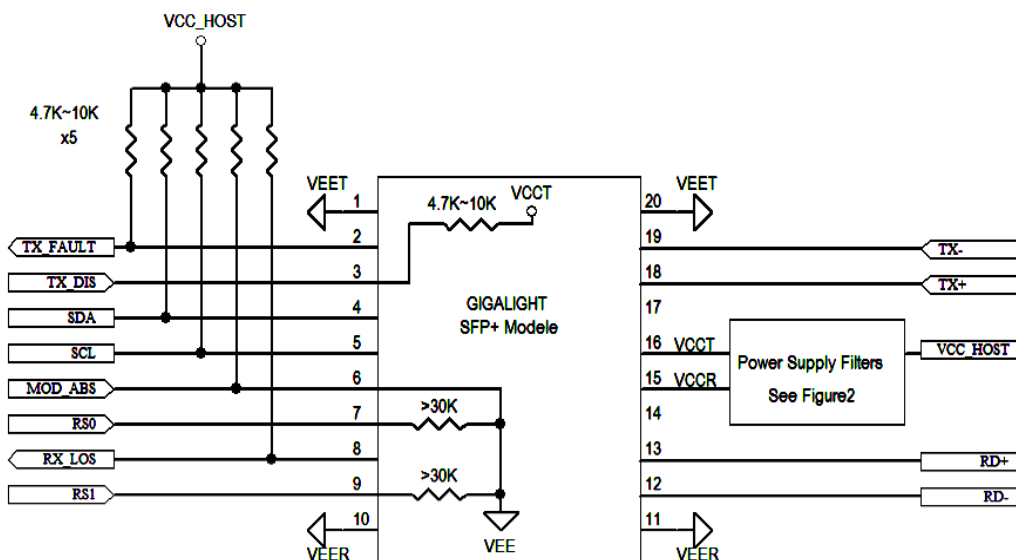 VCC_HOST
4.7K~10K
x5
VEET
1
4.7K~10K
VCCT
20
VEET
TX_FAULT
2
19
TX-
TX_DIS
3
18
TX+
SDA
4
GIGALIGHT
SFP+ Modele
17
SCL
5
16
VCCT
Power Supply Filters
See Figure2
VCC_HOST
MOD_ABS
6
15
VCCR
RS0
7
>30K
14
RX_LOS
8
13
RD+
RS1
9
>30K
12
RD-
10
VEER
VEE
11
VEER